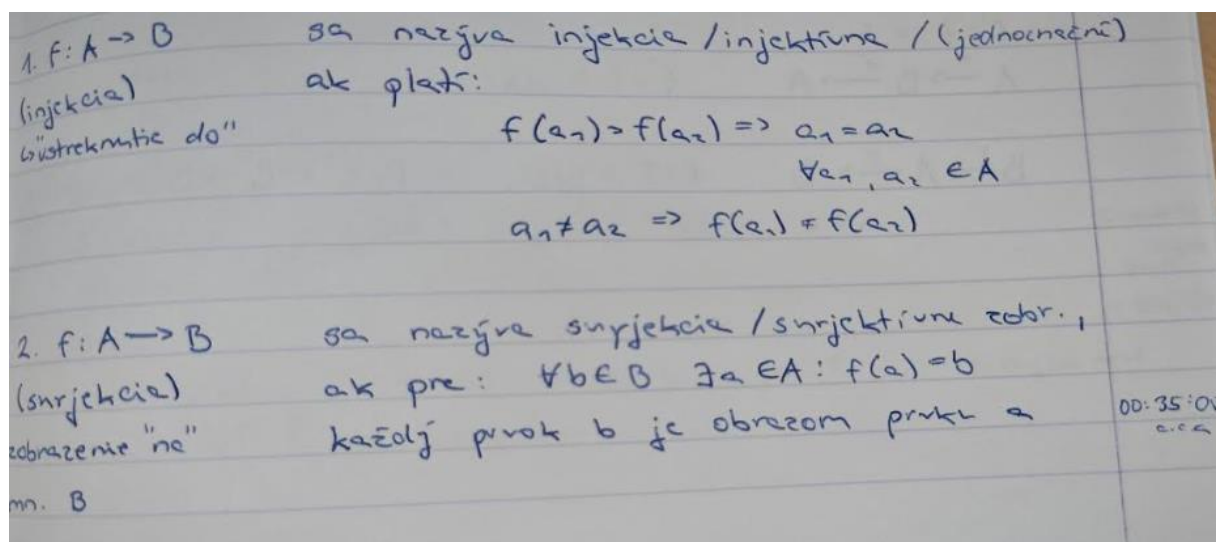 1. f: A → B sa nazýva injekcia / injektívne / (jednoznační)
(injekcia) ak platí:
↳ "vstreknutie do" f(a₁) = f(a₂) => a₁ = a₂
∀a₁, a₂ ∈ A
a₁ ≠ a₂ => f(a₁) ≠ f(a₂)
2. f: A → B sa nazýva surjekcia / surjektívne zobr.,
(surjekcia) ak pre: ∀b ∈ B ∃a ∈ A: f(a) = b
zobrazenie "na" každý prvok b je obrazom prvku a 00:35:0
mn. B